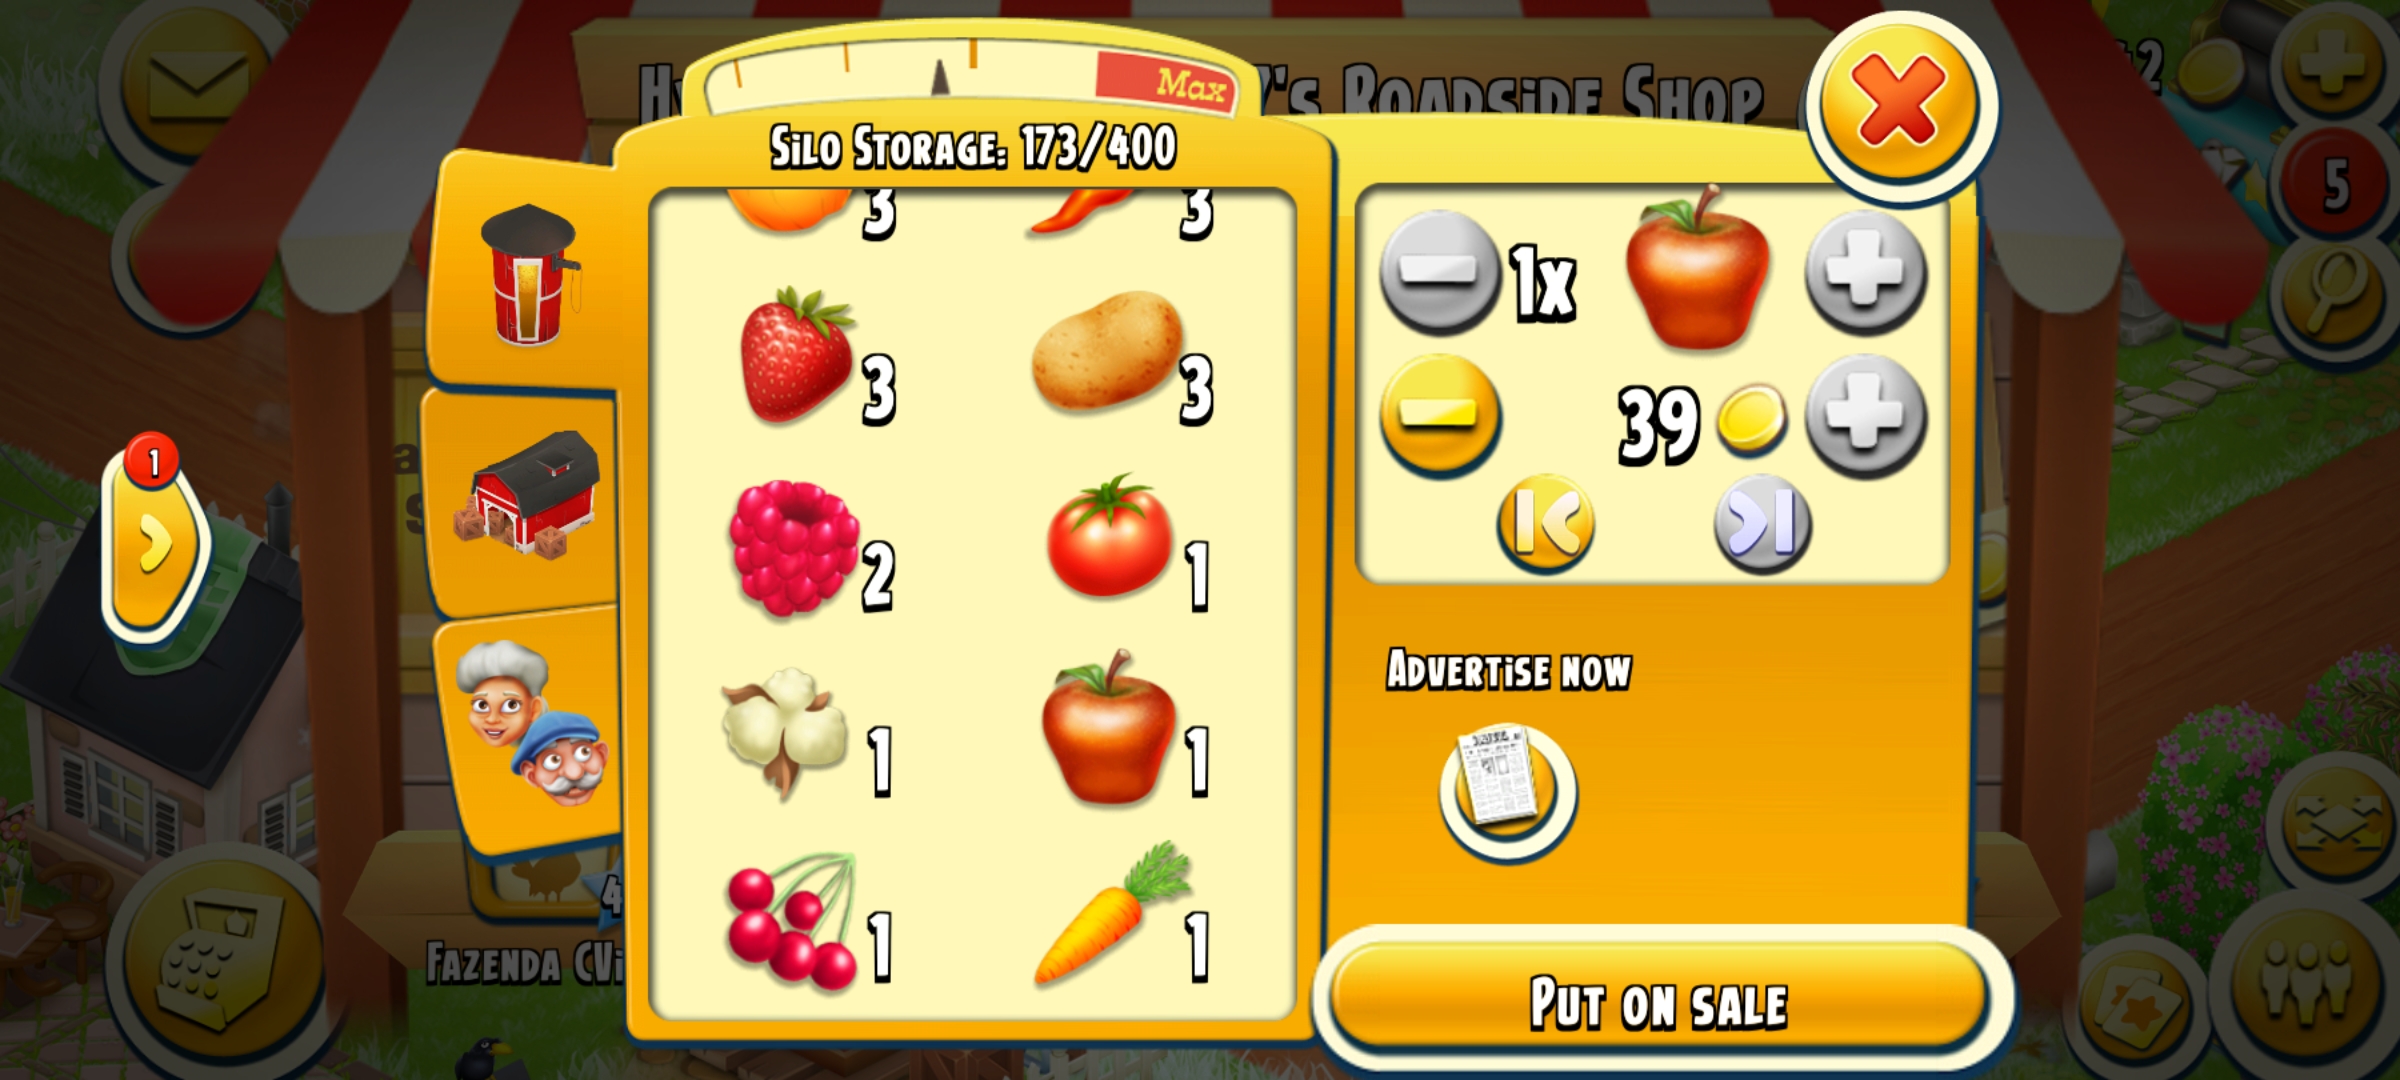 's Roadside Shop
Max
Silo Storage: 173/400
5
3
3
1x
3
3
39
1
2
1
Advertise now
1
1
1
1
Fazenda CVi
Put on sale